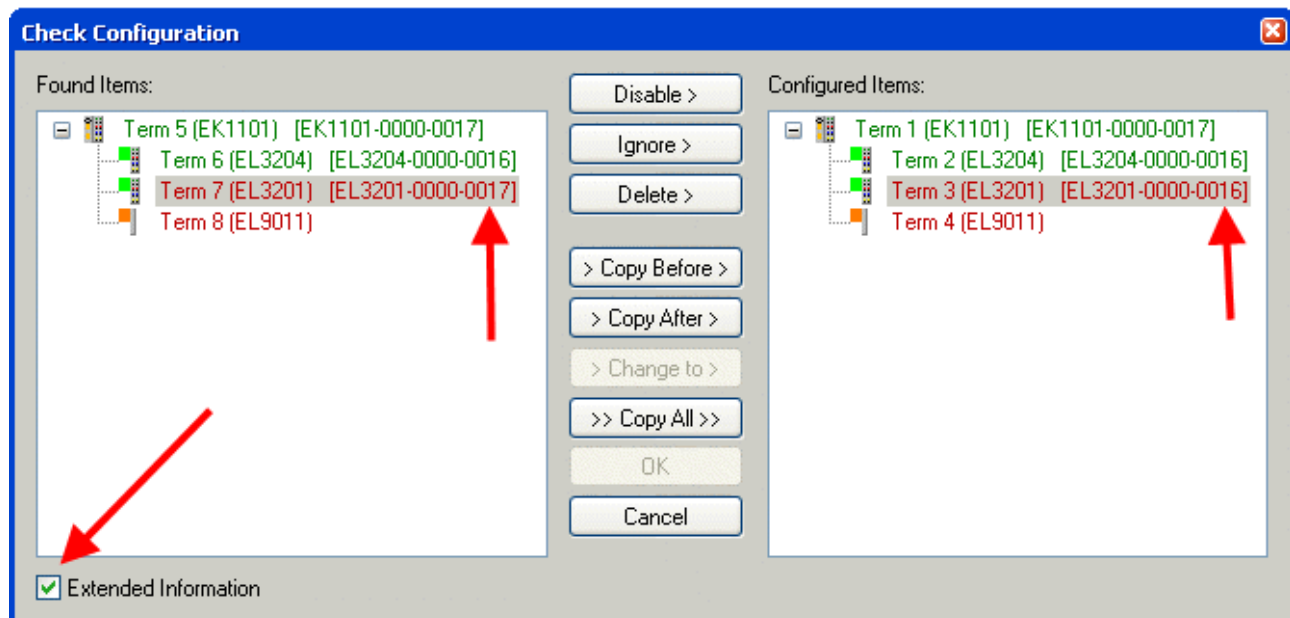 Check Configuration
Found Items:
Term 5 (EK1101) [EK1101-0000-0017]
Term 6 (EL3204) [EL3204-0000-0016]
Term 7 (EL3201) [EL3201-0000-0017]
Term 8 (EL9011)
Disable >
Ignore >
Delete >
> Copy Before >
> Copy After >
> Change to >
>> Copy All >>
OK
Cancel
Configured Items:
Term 1 (EK1101) [EK1101-0000-0017]
Term 2 (EL3204) [EL3204-0000-0016]
Term 3 (EL3201) [EL3201-0000-0016]
Term 4 (EL9011)
Extended Information